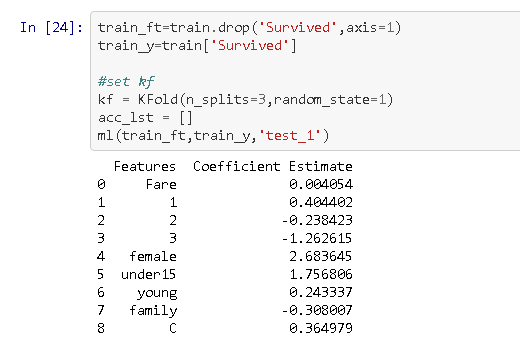 In [24]: train_ft=train.drop('Survived',axis=1)
train_y=train['Survived']
#set kf
kf = KFold(n_splits=3,random_state=1)
acc_lst = []
ml(train_ft,train_y,'test_1')
Features Coefficient Estimate
0 Fare 0.004054
1 1 0.404402
2 2 -0.238423
3 3 -1.262615
4 female 2.683645
5 under15 1.756806
6 young 0.243337
7 family -0.308007
8 C 0.364979